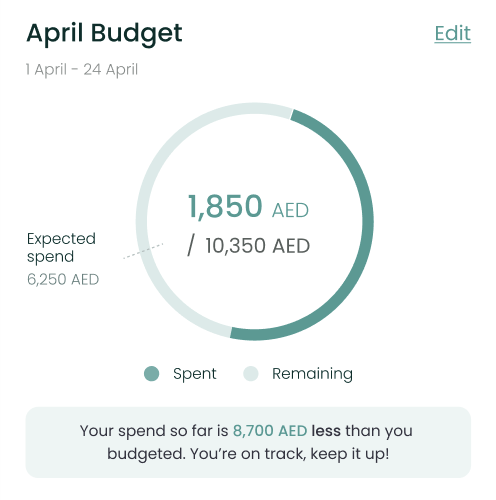 April Budget
Edit
1 April - 24 April
1,850 AED
/ 10,350 AED
Expected
spend
6,250 AED
Spent
Remaining
Your spend so far is 8,700 AED less than you
budgeted. You’re on track, keep it up!